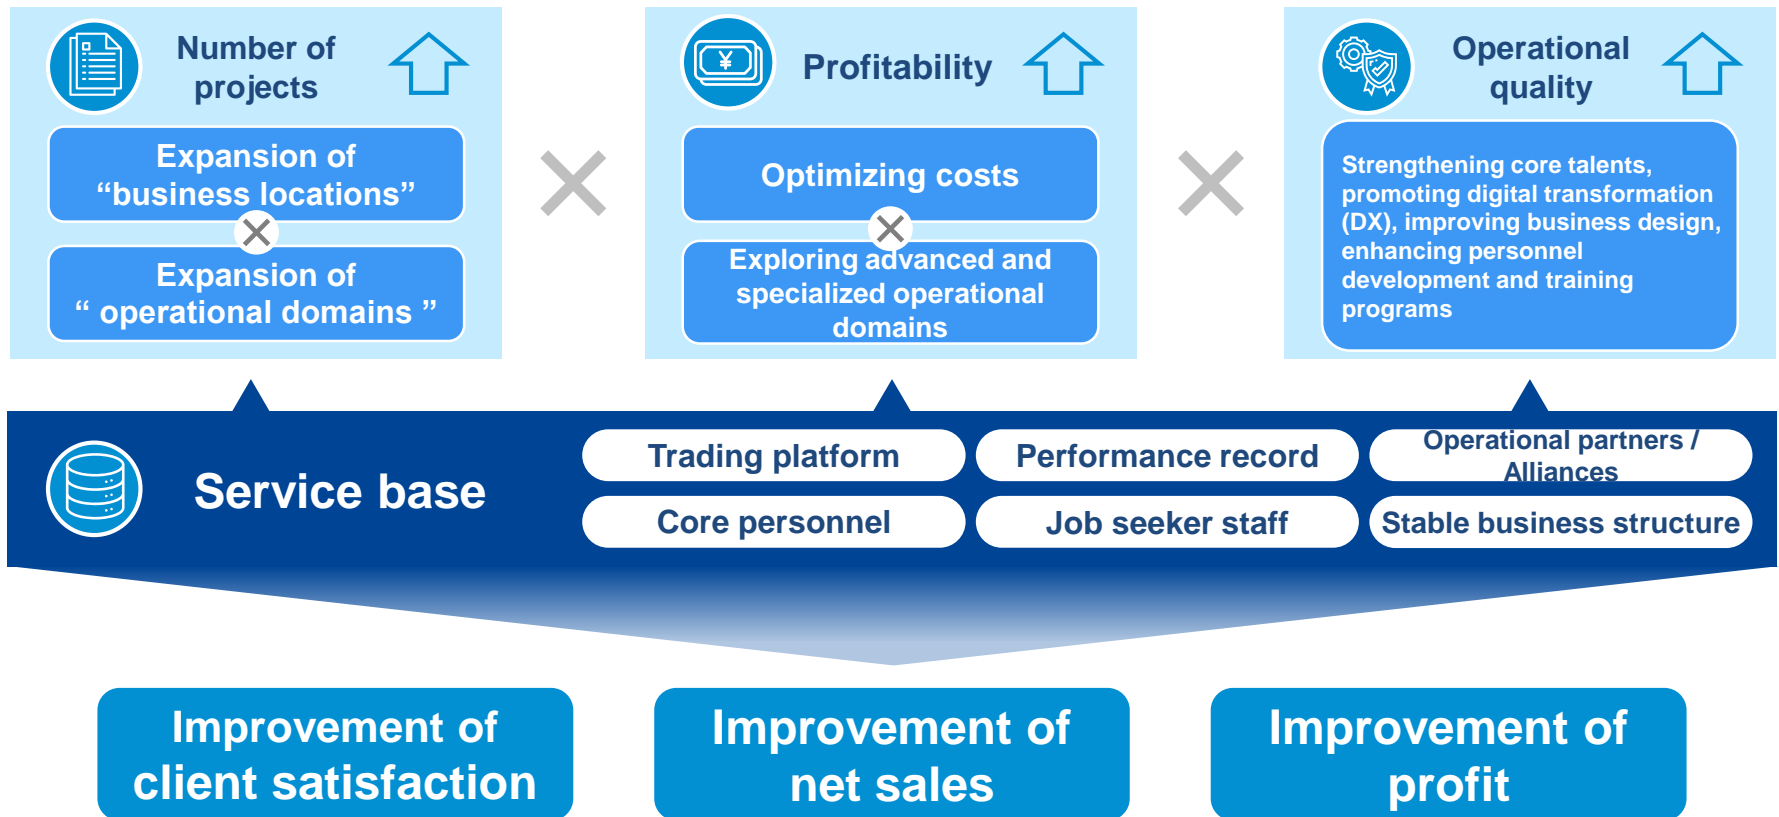 Number of
projects
Expansion of
“business locations”
Expansion of
“ operational domains ”
¥
Profitability
Optimizing costs
Exploring advanced and
specialized operational
domains
Operational
quality
Strengthening core talents,
promoting digital transformation
(DX), improving business design,
enhancing personnel
development and training
programs
Service base
Trading platform
Performance record
Operational partners /
Alliances
Core personnel
Job seeker staff
Stable business structure
Improvement of
client satisfaction
Improvement of
net sales
Improvement of
profit